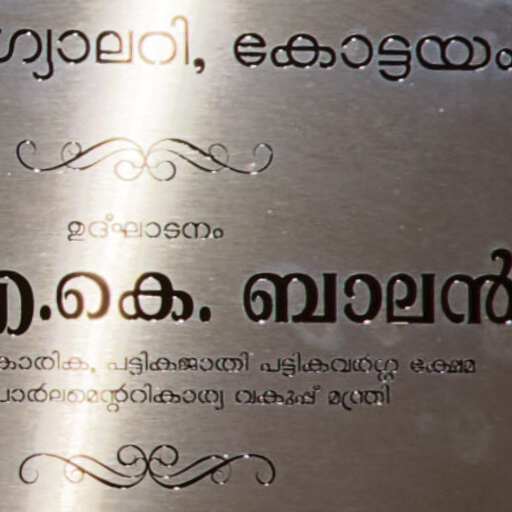 ഗ്യാലറി, കോട്ടയം
ഉദ്ഘാടനം
എ.കെ. ബാലൻ
പട്ടികജാതി പട്ടികവർഗ്ഗ ക്ഷേമ
പാർലമെന്ററികാര്യ വകുപ്പ് മന്ത്രി